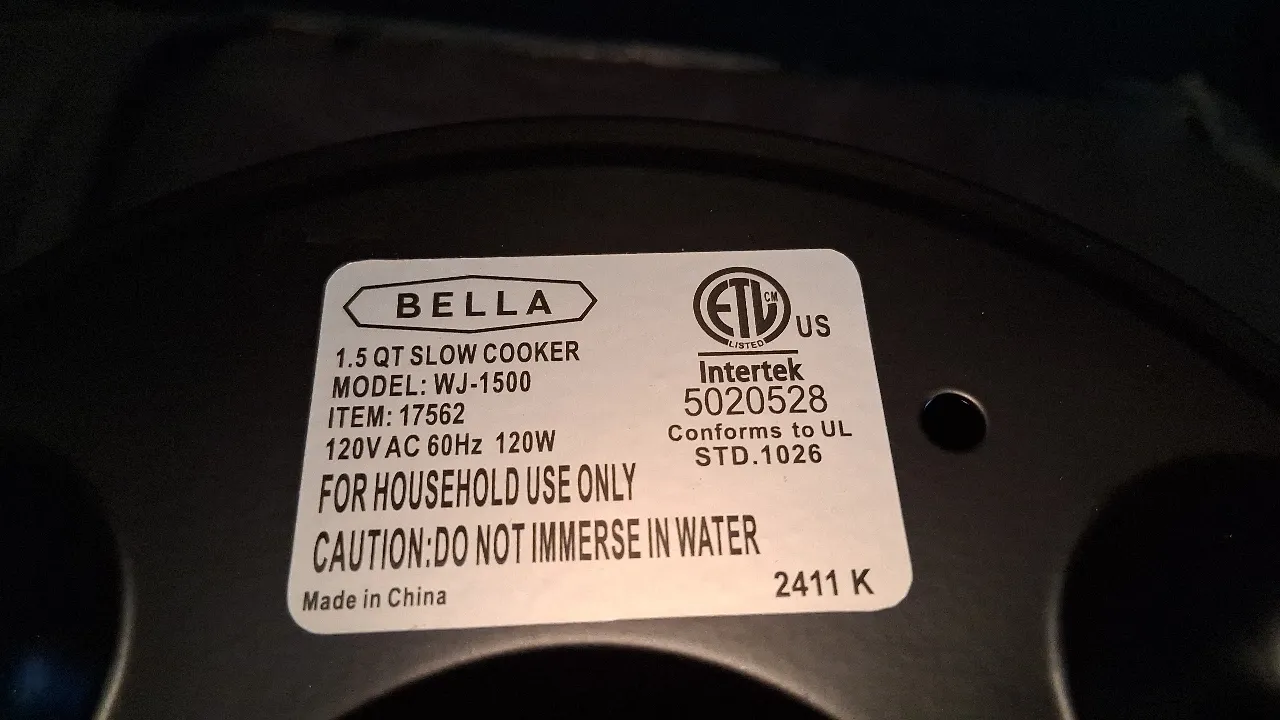 BELLA
1.5 QT SLOW COOKER
MODEL: WJ-1500
ITEM: 17562
120V AC 60Hz 120W
FOR HOUSEHOLD USE ONLY
CAUTION:DO NOT IMMERSE IN WATER
Made in China
ETL CM
LISTED
US
Intertek
5020528
Conforms to UL
STD.1026
2411 K